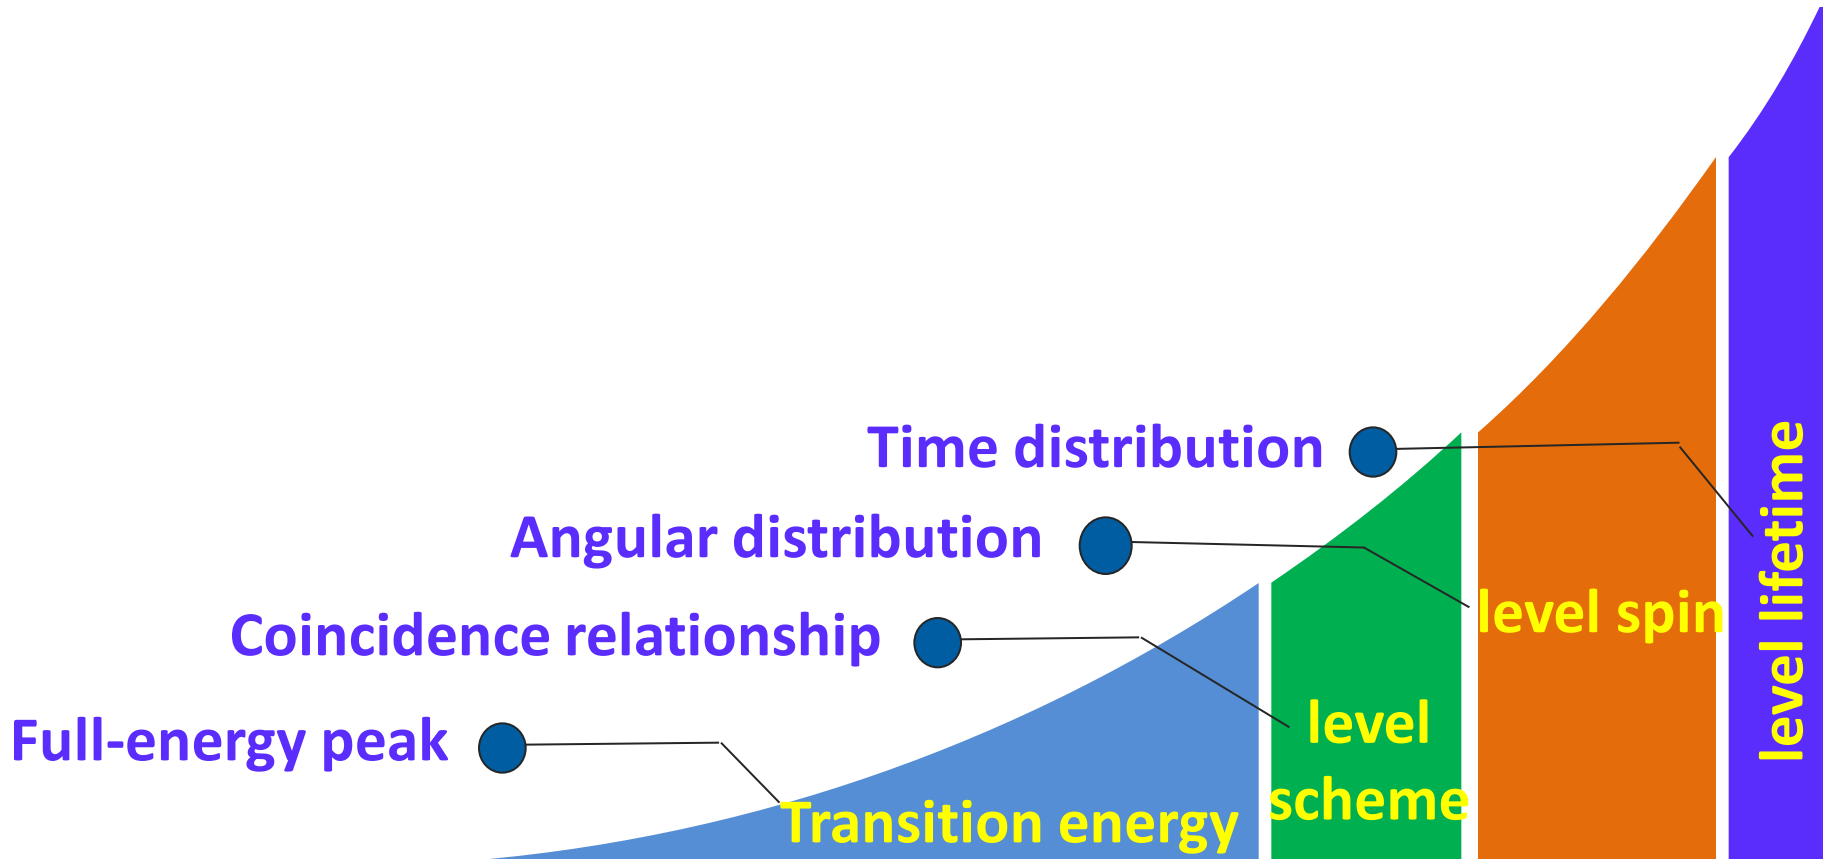 Time distribution
Angular distribution
Coincidence relationship
Full-energy peak
Transition energy
level
scheme
level spin
level lifetime